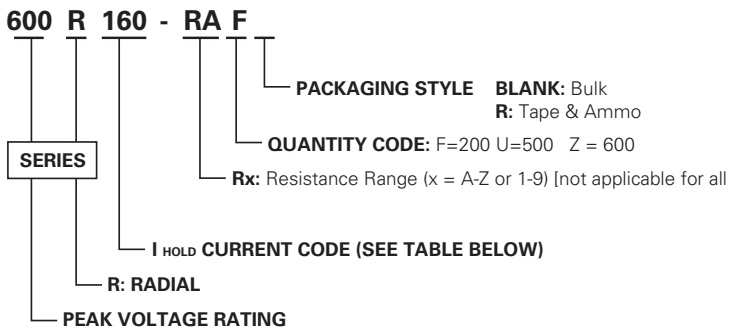 600 R 160 - RA F
PACKAGING STYLE BLANK: Bulk
R: Tape & Ammo
QUANTITY CODE: F=200 U=500 Z = 600
SERIES
Rx: Resistance Range (x = A-Z or 1-9) [not applicable for all
I HOLD CURRENT CODE (SEE TABLE BELOW)
R: RADIAL
PEAK VOLTAGE RATING